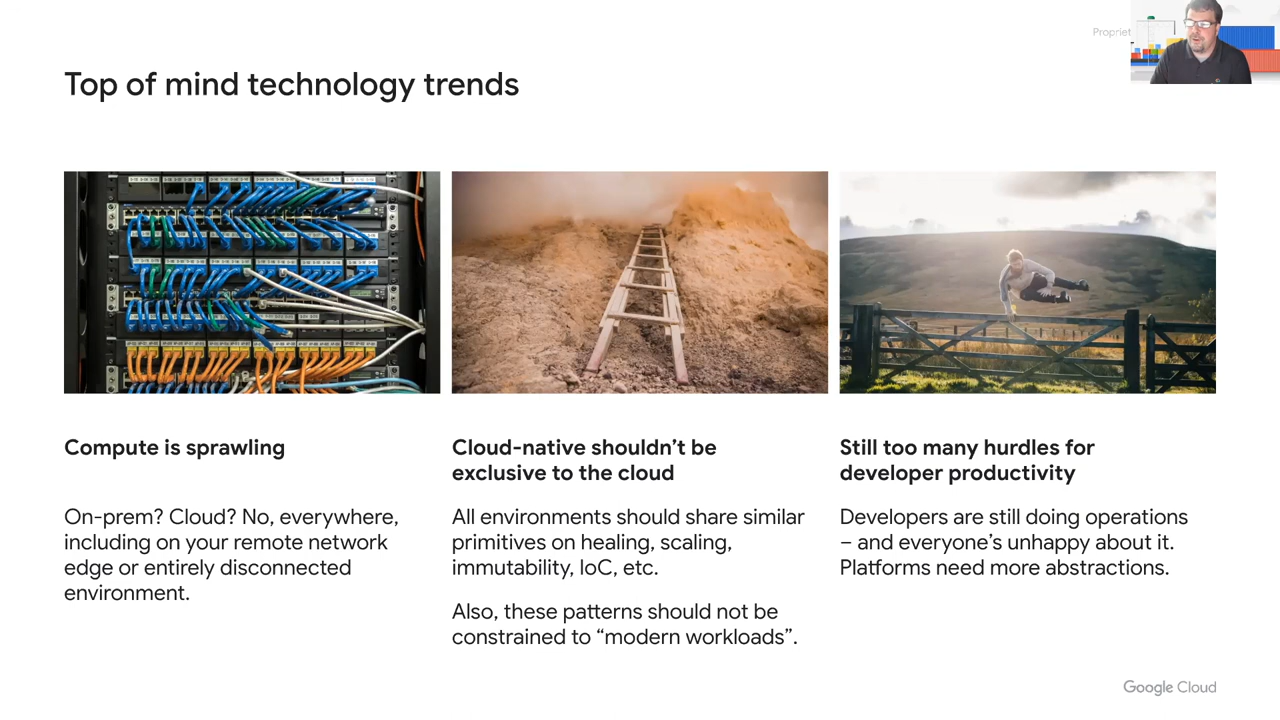 Propriet
Top of mind technology trends
Compute is sprawling
On-prem? Cloud? No, everywhere,
including on your remote network
edge or entirely disconnected
environment.
Cloud-native shouldn’t be
exclusive to the cloud
All environments should share similar
primitives on healing, scaling,
immutability, IoC, etc.
Also, these patterns should not be
constrained to “modern workloads”.
Still too many hurdles for
developer productivity
Developers are still doing operations
– and everyone’s unhappy about it.
Platforms need more abstractions.
Google Cloud